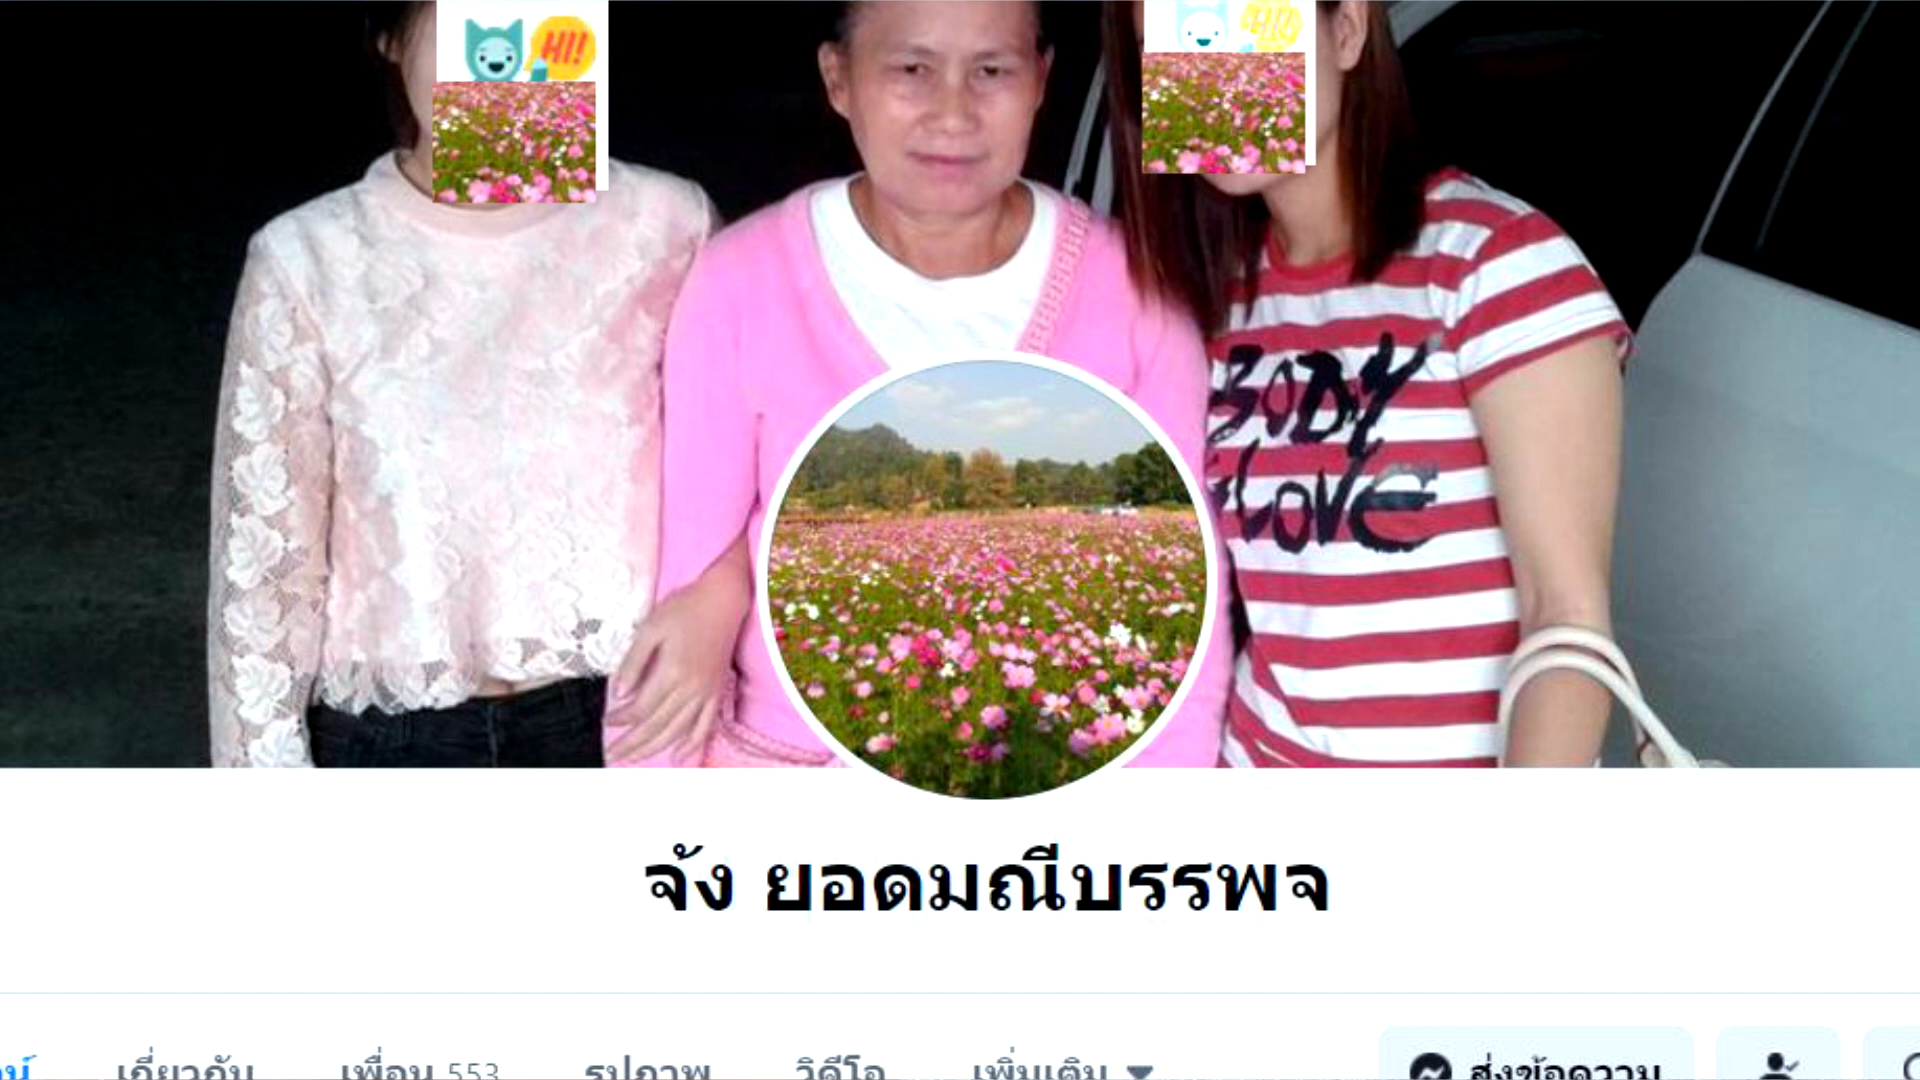 HI!
BODY
Love
จ้ง ยอดมณีบรรพจ
เกี่ยวกับ
เพื่อน 553
รูปภาพ
วิดีโอ
เพิ่มเติม
ส่งข้อความ